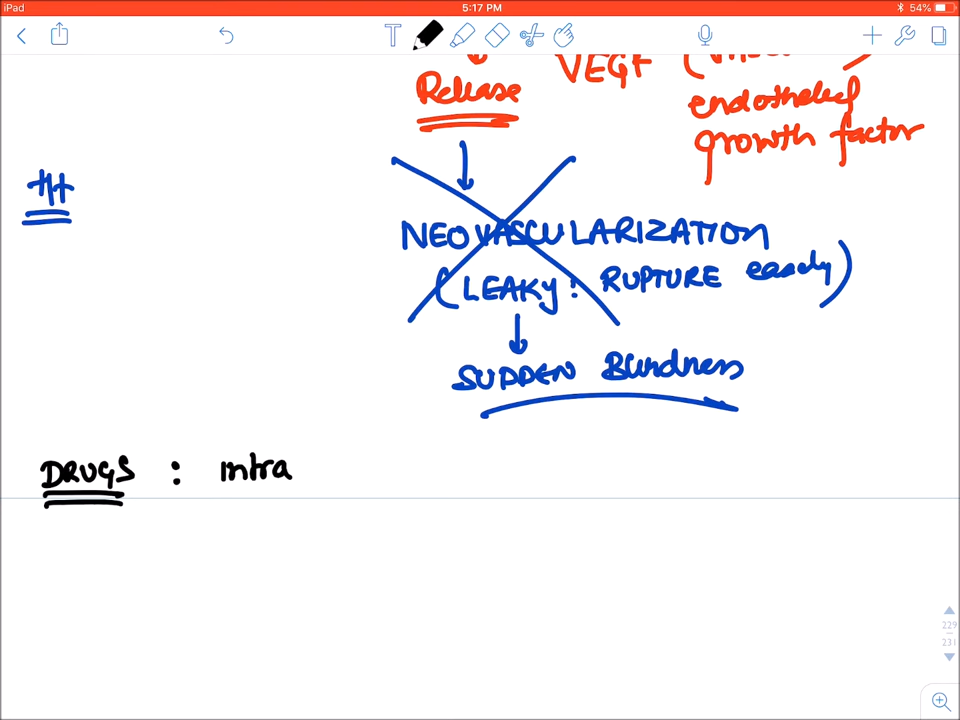 iPad 5:17 PM 54%
T
VEGF (
Release endothelial
growth factor
ttt
NEOVASCULARIZATION
(LEAKY: RUPTURE easily)
SUDDEN Blindness
DRUGS : intra
229
231